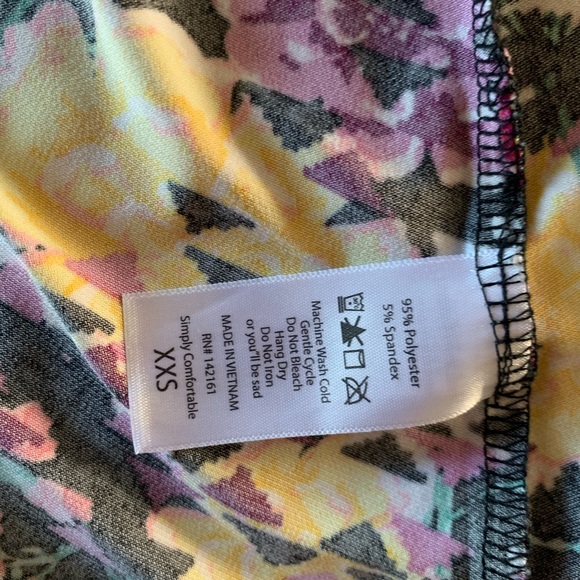 95% Polyester
5% Spandex
Machine Wash Cold
Gentle Cycle
Do Not Bleach
Hang Dry
Do Not Iron
or you'll be sad
MADE IN VIETNAM
RN# 142161
Simply Comfortable
XXS